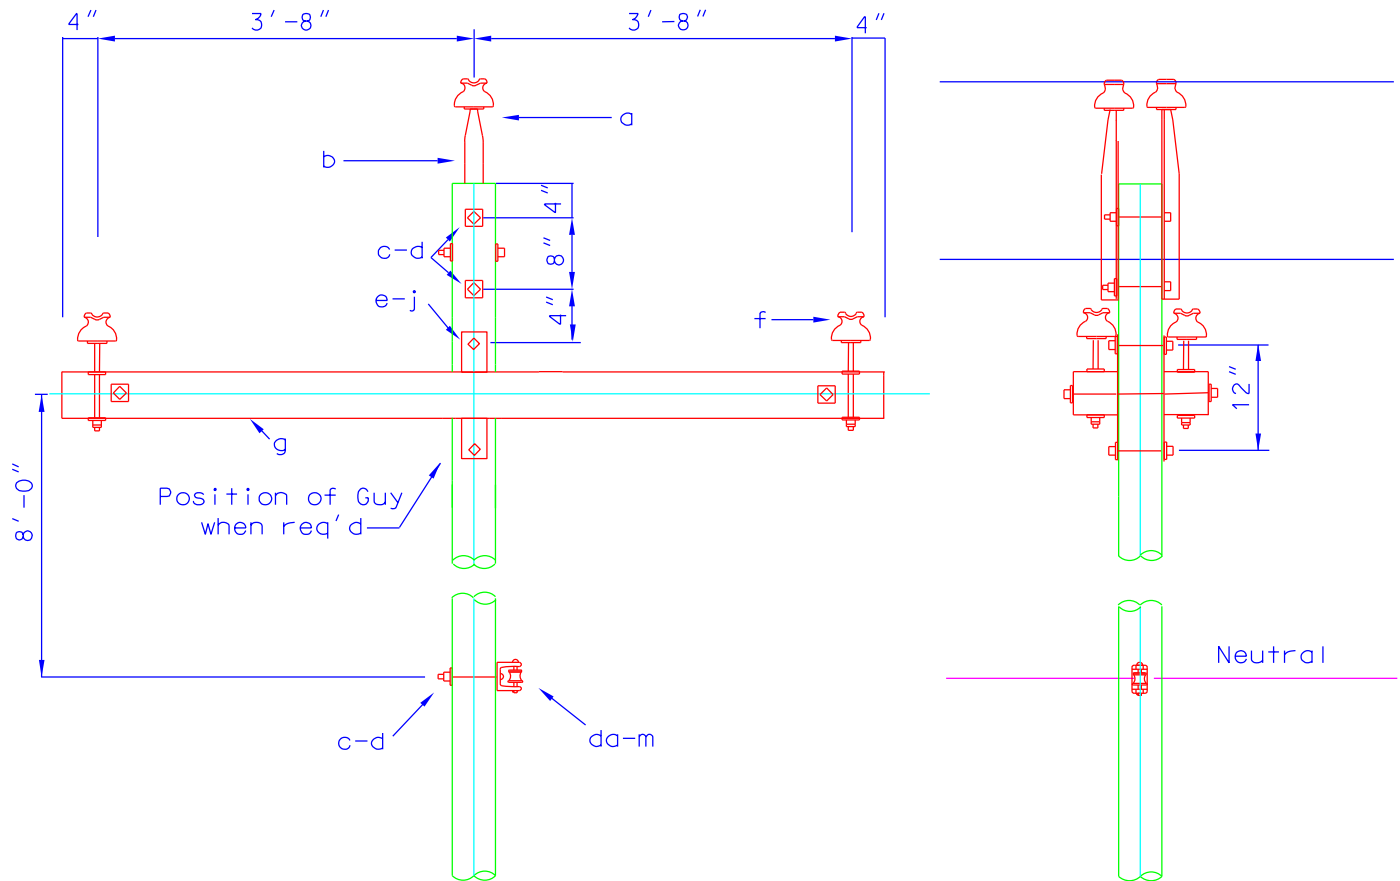 4" 3'-8" 3'-8" 4"
a
b
4"
c-d
8"
e-j
4"
f
12"
g
8'-0"
Position of Guy
when req'd
Neutral
c-d
da-m